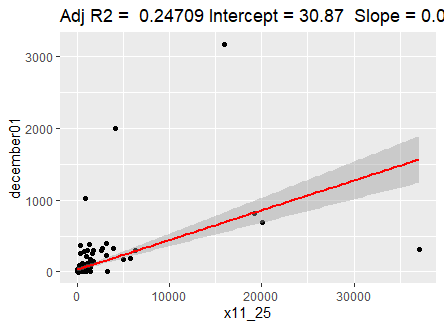 Adj R2 = 0.24709 Intercept = 30.87 Slope = 0.0
3000
2000
1000
0
december01
0
10000
20000
30000
x11_25